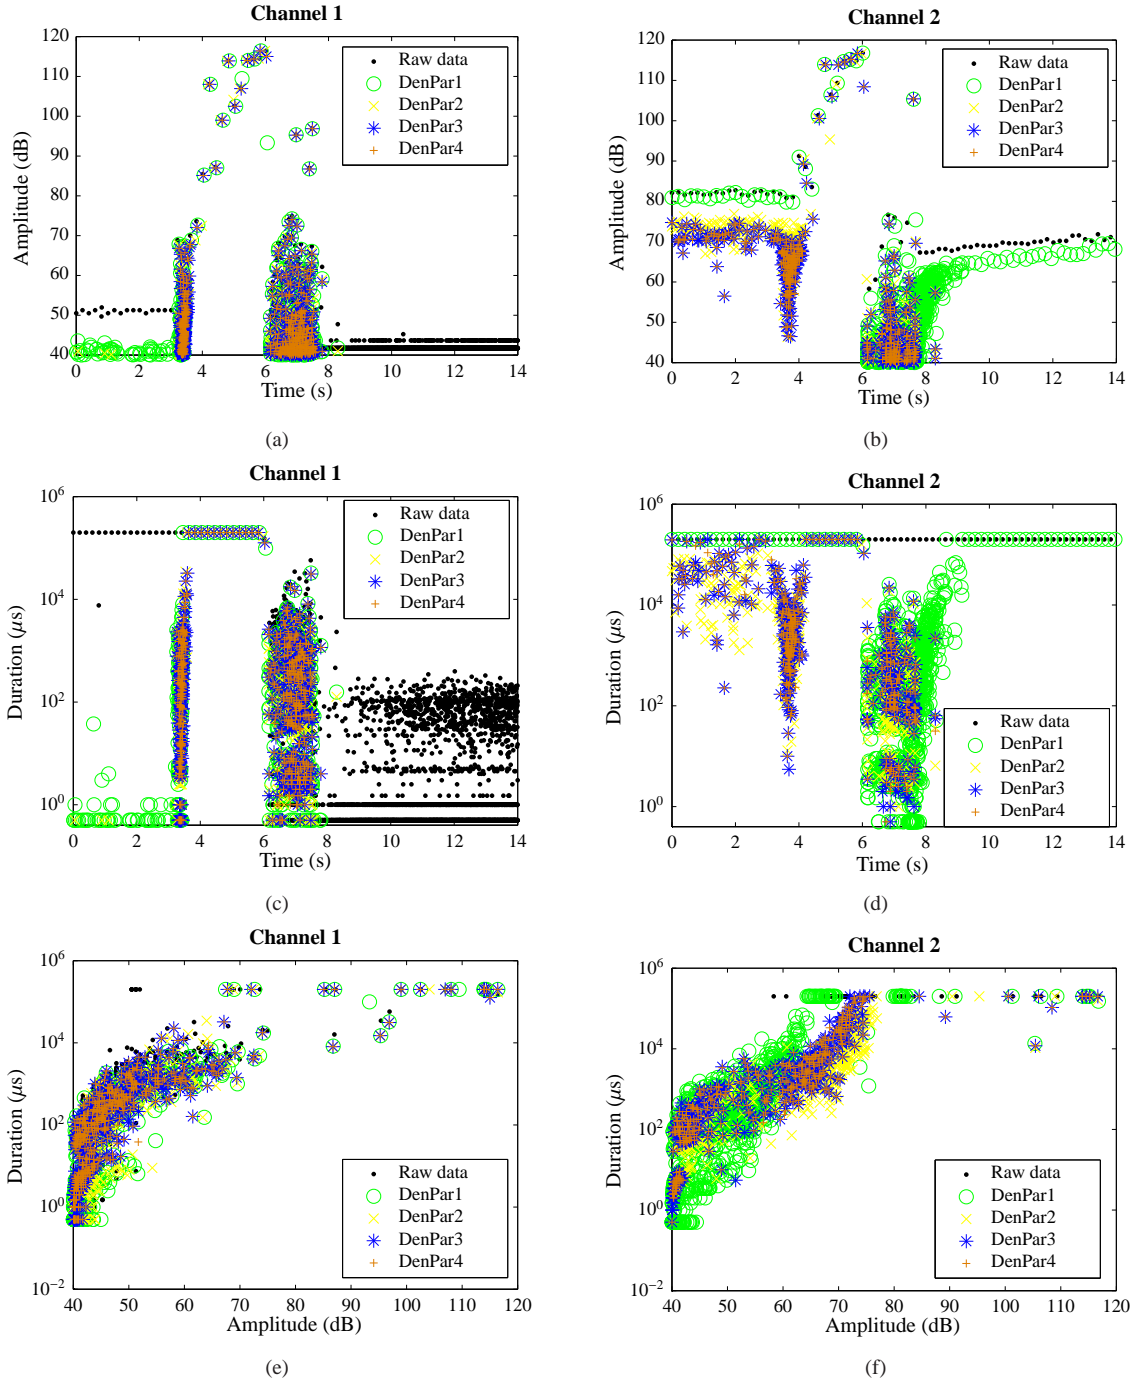 Channel 1
120
110
100
90
80
70
60
50
40
Amplitude (dB)
Raw data
DenPar1
DenPar2
DenPar3
DenPar4
0 2 4 6 8 10 12 14
Time (s)
(a)
Channel 2
120
110
100
90
80
70
60
50
40
Amplitude (dB)
Raw data
DenPar1
DenPar2
DenPar3
DenPar4
0 2 4 6 8 10 12 14
Time (s)
(b)
Channel 1
10^6
10^4
10^2
10^0
Duration (μs)
Raw data
DenPar1
DenPar2
DenPar3
DenPar4
0 2 4 6 8 10 12 14
Time (s)
(c)
Channel 2
10^6
10^4
10^2
10^0
Duration (μs)
Raw data
DenPar1
DenPar2
DenPar3
DenPar4
0 2 4 6 8 10 12 14
Time (s)
(d)
Channel 1
10^6
10^4
10^2
10^0
10^−2
Duration (μs)
Raw data
DenPar1
DenPar2
DenPar3
DenPar4
40 50 60 70 80 90 100 110 120
Amplitude (dB)
(e)
Channel 2
10^6
10^4
10^2
10^0
10^−2
Duration (μs)
Raw data
DenPar1
DenPar2
DenPar3
DenPar4
40 50 60 70 80 90 100 110 120
Amplitude (dB)
(f)